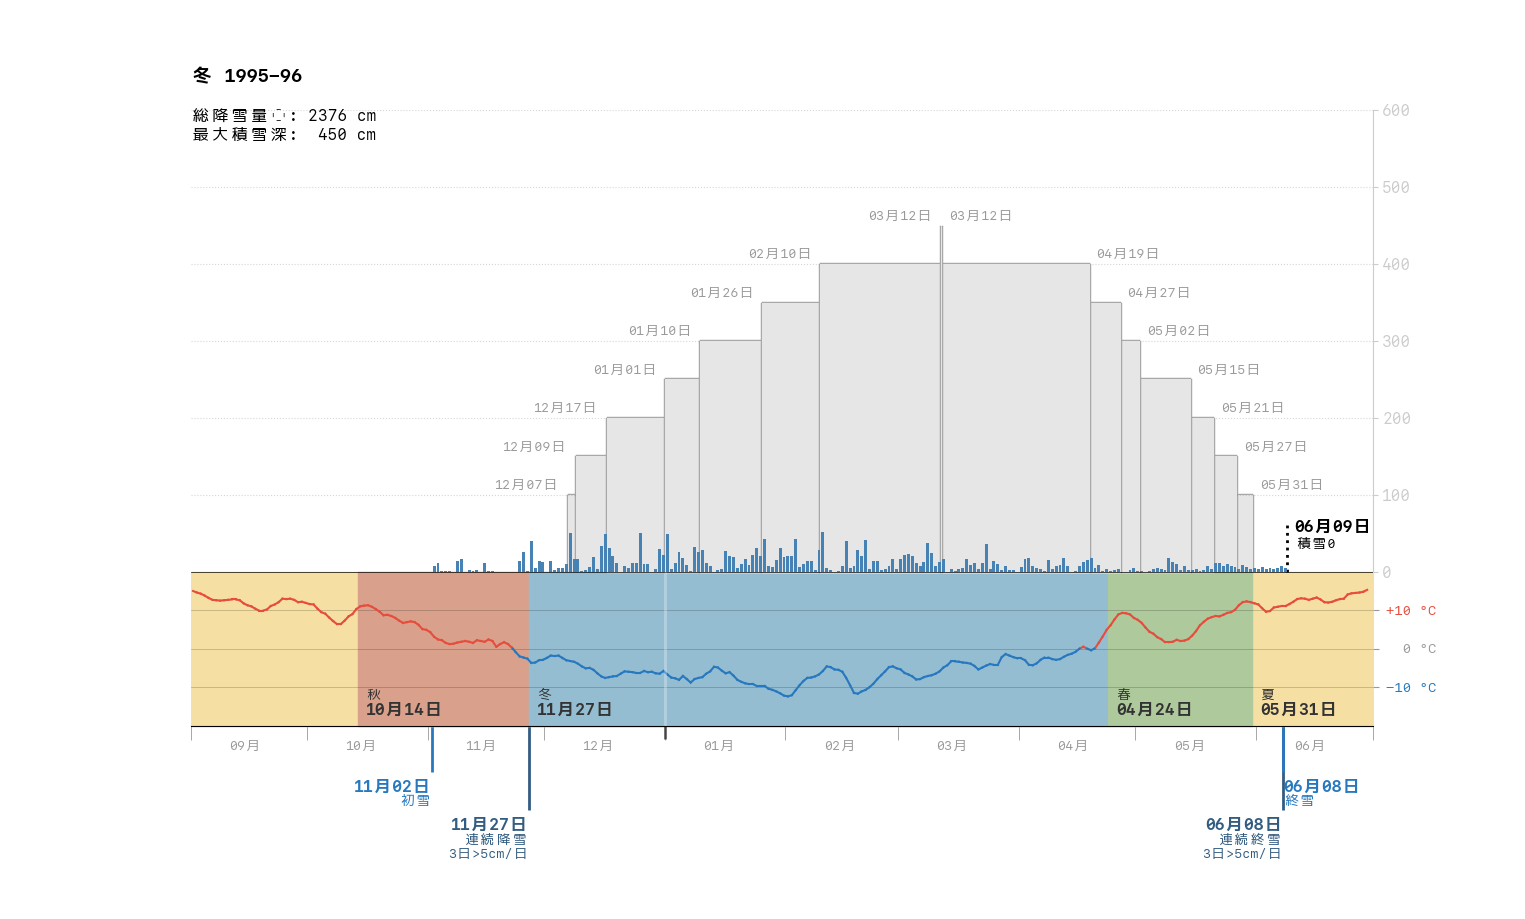 冬 1995−96
総降雪量: 2376 cm
最大積雪深: 450 cm
600
500
400
300
200
100
0
03月12日 03月12日
02月10日 04月19日
01月26日 04月27日
01月10日 05月02日
01月01日 05月15日
12月17日 05月21日
12月09日 05月27日
12月07日 05月31日
06月09日
積雪0
+10 °C
0 °C
−10 °C
秋
10月14日
冬
11月27日
春
04月24日
夏
05月31日
09月 10月 11月 12月 01月 02月 03月 04月 05月 06月
11月02日
初雪
06月08日
終雪
11月27日
連続降雪
3日>5cm/日
06月08日
連続終雪
3日>5cm/日